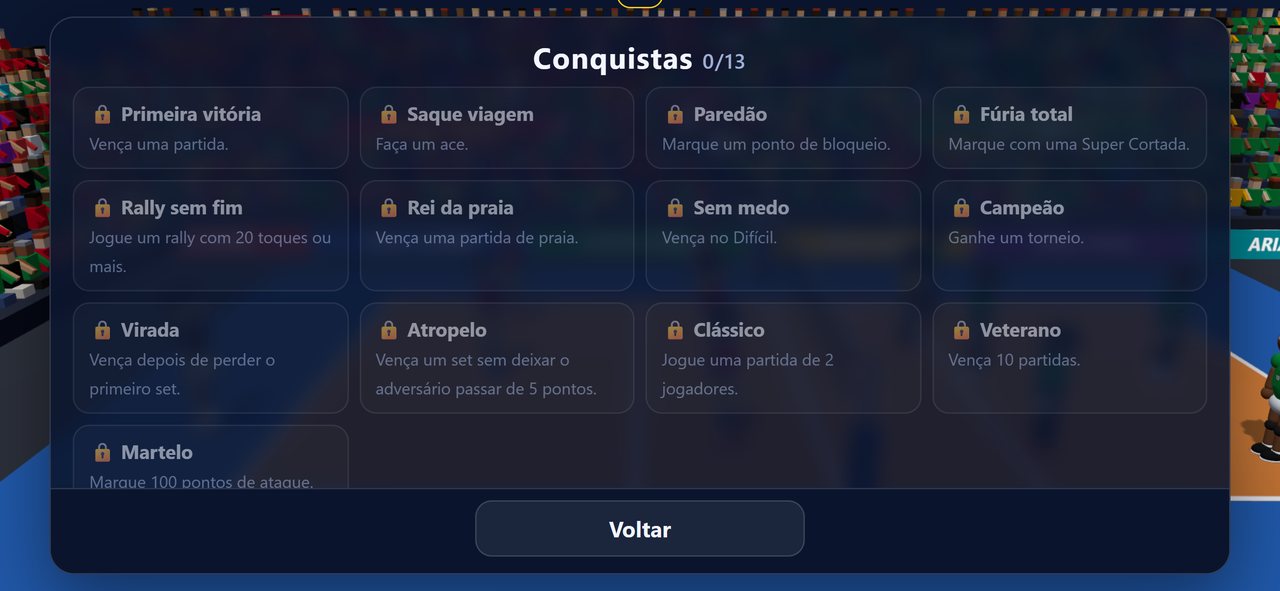 Conquistas 0/13
Primeira vitória
Vença uma partida.
Saque viagem
Faça um ace.
Paredão
Marque um ponto de bloqueio.
Fúria total
Marque com uma Super Cortada.
Rally sem fim
Jogue um rally com 20 toques ou
mais.
Rei da praia
Vença uma partida de praia.
Sem medo
Vença no Difícil.
Campeão
Ganhe um torneio.
Virada
Vença depois de perder o
primeiro set.
Atropelo
Vença um set sem deixar o
adversário passar de 5 pontos.
Clássico
Jogue uma partida de 2
jogadores.
Veterano
Vença 10 partidas.
Martelo
Marque 100 pontos de ataque.
ARI
Voltar